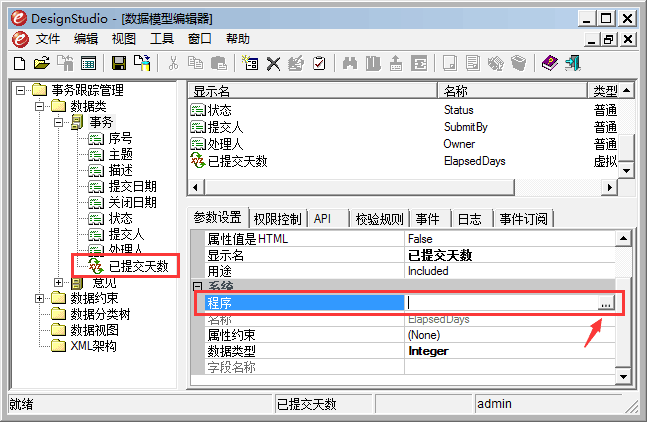 DesignStudio - [数据模型编辑器]
文件 编辑 视图 工具 窗口 帮助
事务跟踪管理
数据类
事务
序号
主题
描述
提交日期
关闭日期
状态
提交人
处理人
已提交天数
意见
数据约束
数据分类树
数据视图
XML架构
显示名 名称 类型
状态 Status 普通
提交人 SubmitBy 普通
处理人 Owner 普通
已提交天数 ElapsedDays 虚拟
参数设置 权限控制 API 校验规则 事件 日志 事件订阅
属性值是HTML False
显示名 已提交天数
用途 Included
系统
程序 ...
名称 ElapsedDays
属性约束 (None)
数据类型 Integer
字段名称
就绪 已提交天数 admin